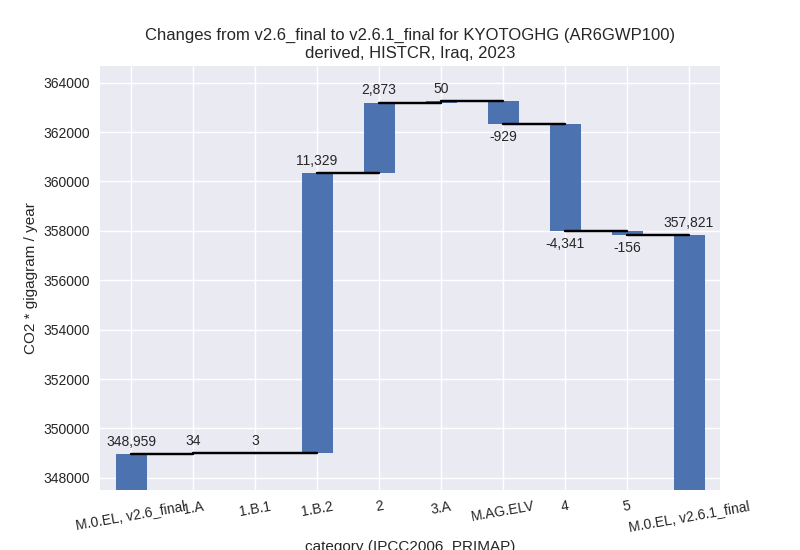 Changes from v2.6_final to v2.6.1_final for KYOTOGHG (AR6GWP100)
derived, HISTCR, Iraq, 2023
364000
362000
360000
358000
356000
354000
352000
350000
348000
CO2 * gigagram / year
348,959
34
3
11,329
2,873
50
-929
-4,341
-156
357,821
M.0.EL, v2.6_final
1.A
1.B.1
1.B.2
2
3.A
M.AG.ELV
4
5
M.0.EL, v2.6.1_final
category (IPCC2006_PRIMAP)